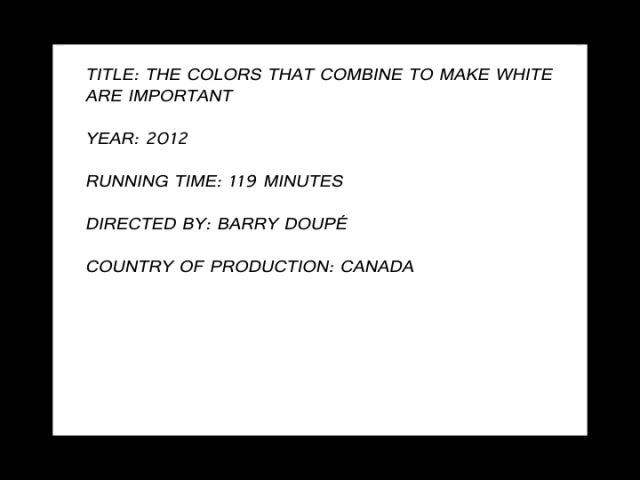 TITLE: THE COLORS THAT COMBINE TO MAKE WHITE
ARE IMPORTANT
YEAR: 2012
RUNNING TIME: 119 MINUTES
DIRECTED BY: BARRY DOUPÉ
COUNTRY OF PRODUCTION: CANADA